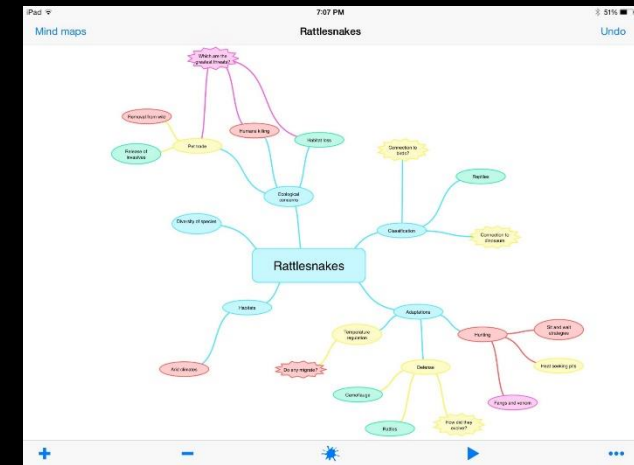 iPad
7:07 PM
51%
Mind maps
Rattlesnakes
Undo
Which are the
greatest threats?
Removal from wild
Humans killing
Pet trade
Habitat loss
Release of
invasives
Connection to
birds?
Ecological
concerns
Reptiles
Diversity of species
Classification
Connection to
dinosaurs
Rattlesnakes
Habitats
Adaptations
Temperature
regulation
Hunting
Sit and wait
strategies
Arid climates
Do any migrate?
Defense
Heat seeking pits
Camouflage
Fangs and venom
Rattles
How did they
evolve?